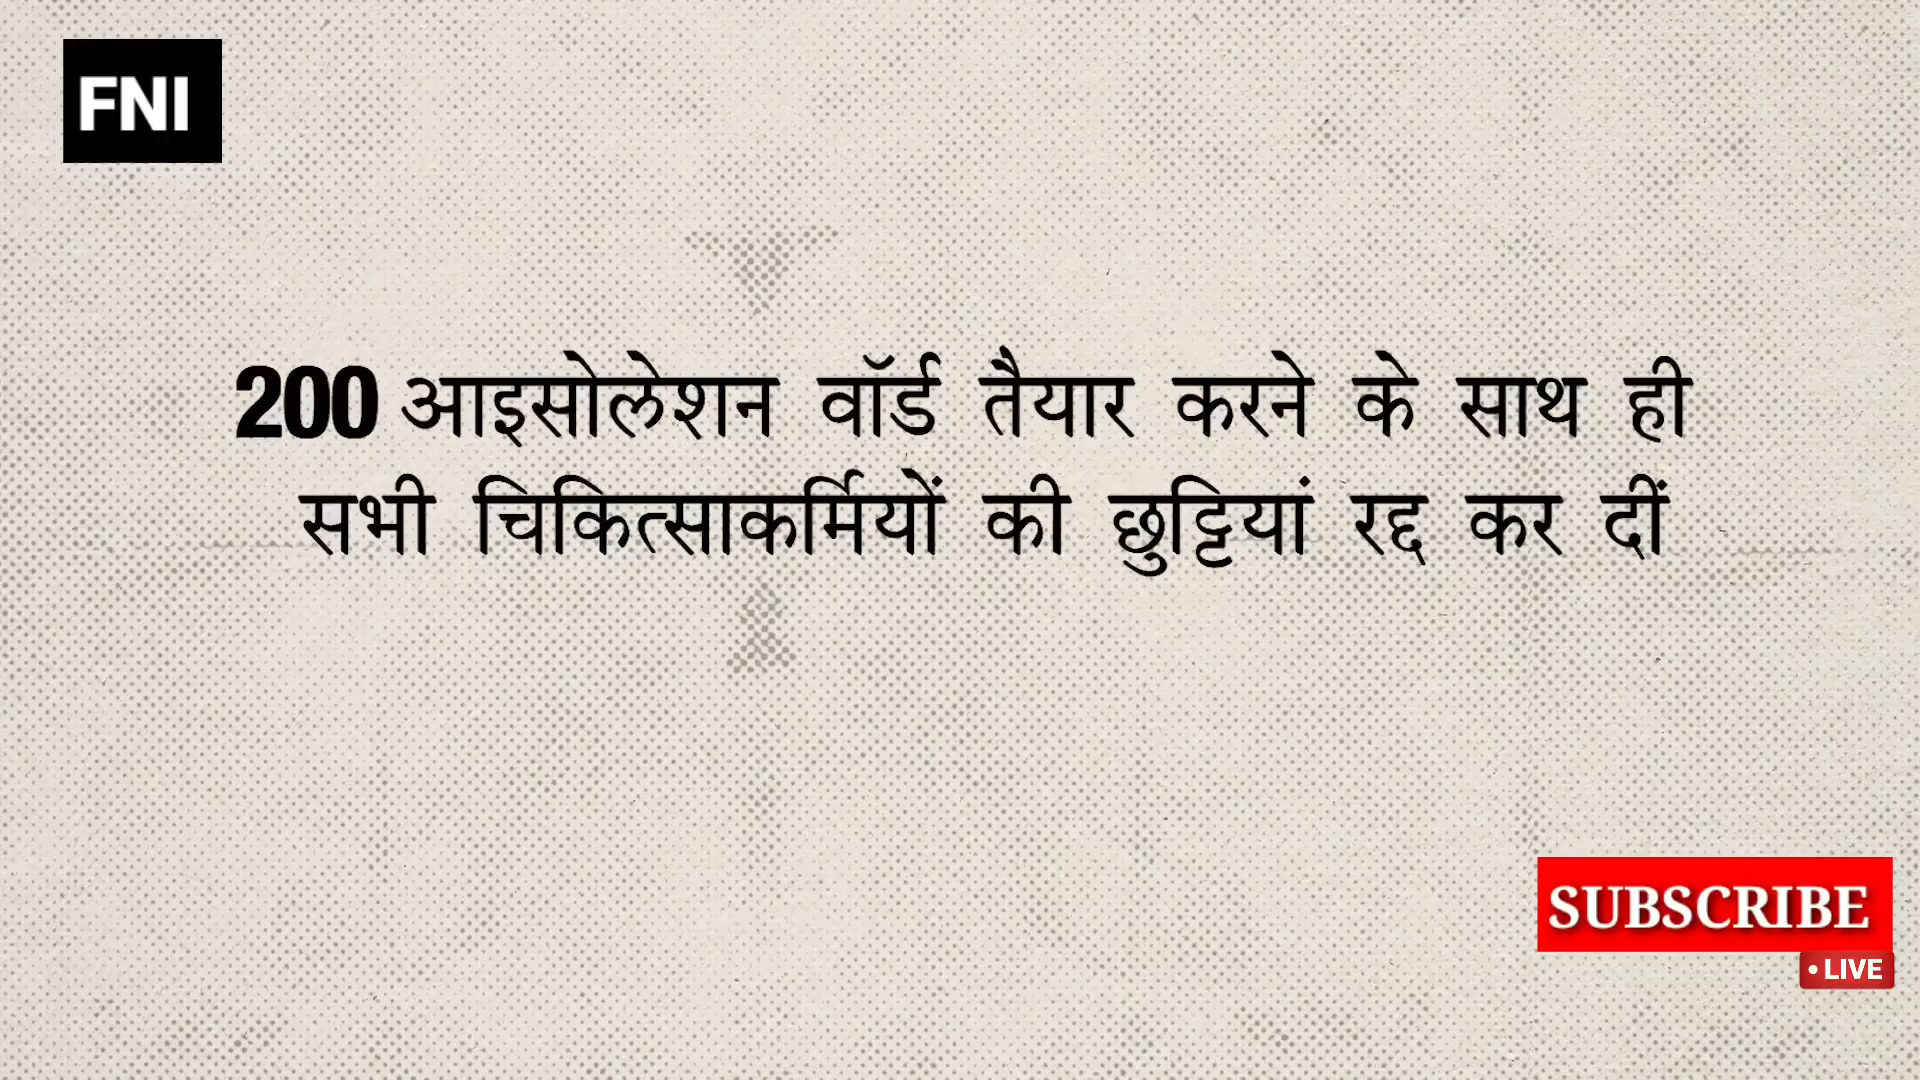 FNI
200 आइसोलेशन वॉर्ड तैयार करने के साथ ही
सभी चिकित्साकर्मियों की छुट्टियां रद्द कर दीं
SUBSCRIBE
• LIVE